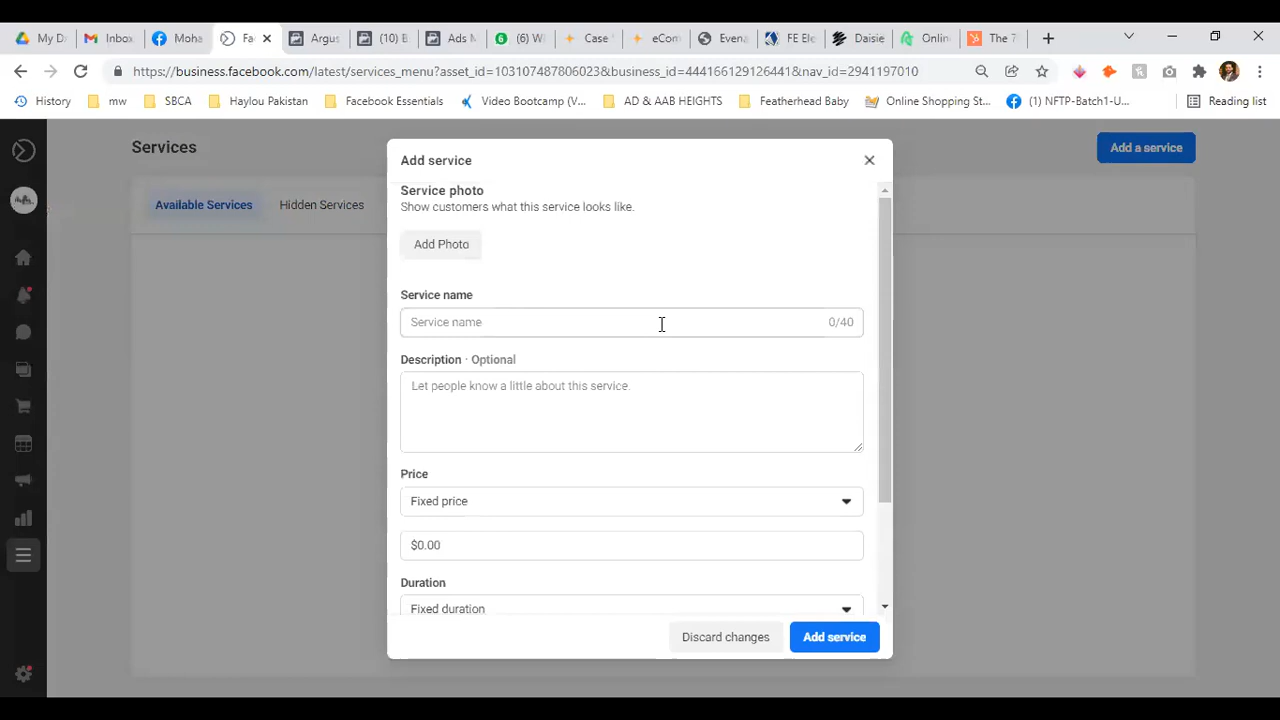 My D
Inbox
Moha
Fa
Argus
(10) B
Ads M
(6) W
Case
eCom
Evena
FE Ele
Daisie
Onlin
The 7
https://business.facebook.com/latest/services_menu?asset_id=103107487806023&business_id=444166129126441&nav_id=2941197010
History
mw
SBCA
Haylou Pakistan
Facebook Essentials
Video Bootcamp (V...
AD & AAB HEIGHTS
Featherhead Baby
Online Shopping St...
(1) NFTP-Batch1-U...
Reading list
Services
Add a service
Available Services
Hidden Services
Add service
Service photo
Show customers what this service looks like.
Add Photo
Service name
Service name
0/40
Description · Optional
Let people know a little about this service.
Price
Fixed price
$0.00
Duration
Fixed duration
Discard changes
Add service